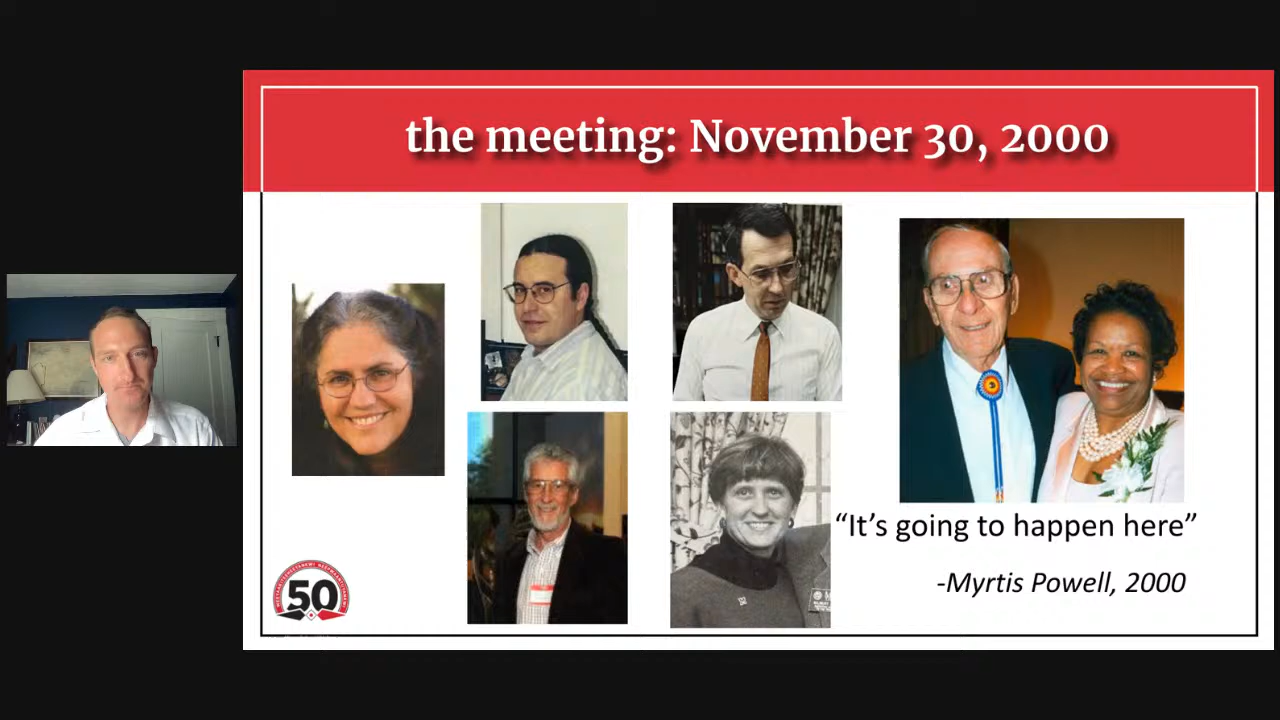 the meeting: November 30, 2000
“It’s going to happen here”
-Myrtis Powell, 2000
50